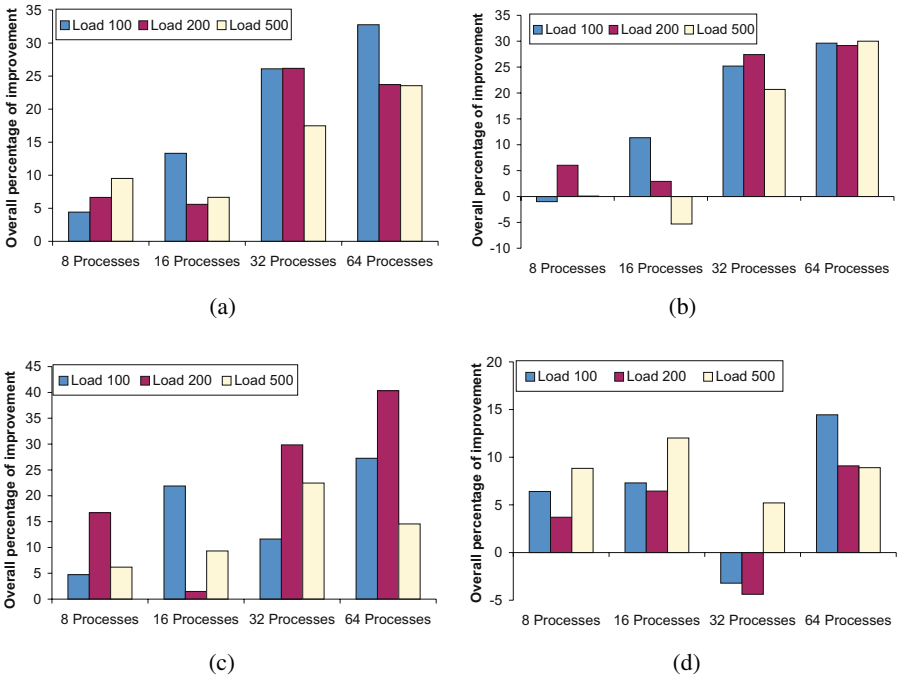 Overall percentage of improvement
35
30
25
20
15
10
5
0
Load 100 Load 200 Load 500
8 Processes 16 Processes 32 Processes 64 Processes
(a)
Overall percentage of improvement
35
30
25
20
15
10
5
0
-5
-10
Load 100 Load 200 Load 500
8 Processes 16 Processes 32 Processes 64 Processes
(b)
Overall percentage of improvement
45
40
35
30
25
20
15
10
5
0
Load 100 Load 200 Load 500
8 Processes 16 Processes 32 Processes 64 Processes
(c)
Overall percentage of improvement
20
15
10
5
0
-5
Load 100 Load 200 Load 500
8 Processes 16 Processes 32 Processes 64 Processes
(d)